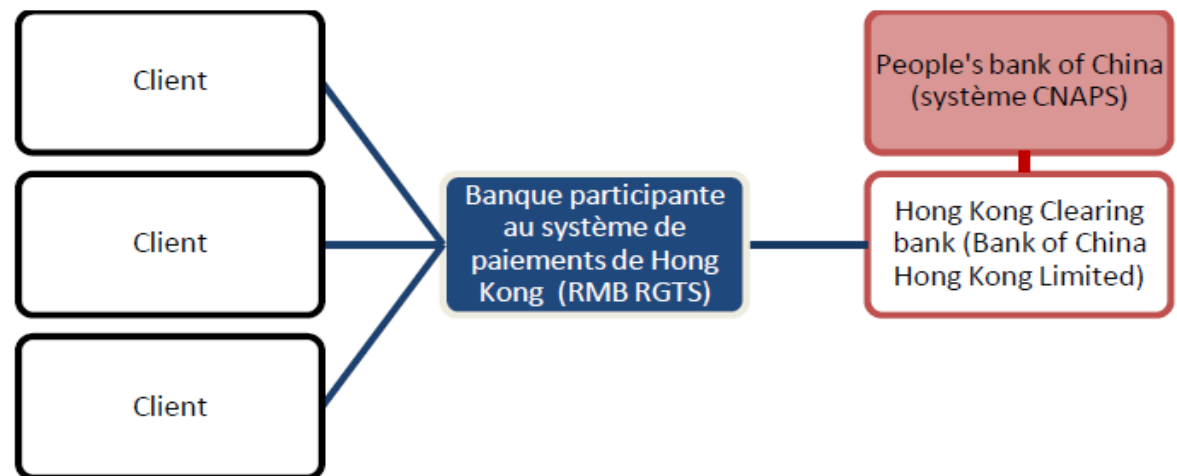 Client
Client
Client
Banque participante
au système de
paiements de Hong
Kong  (RMB RGTS)
People's bank of China
(système CNAPS)
Hong Kong Clearing
bank (Bank of China
Hong Kong Limited)